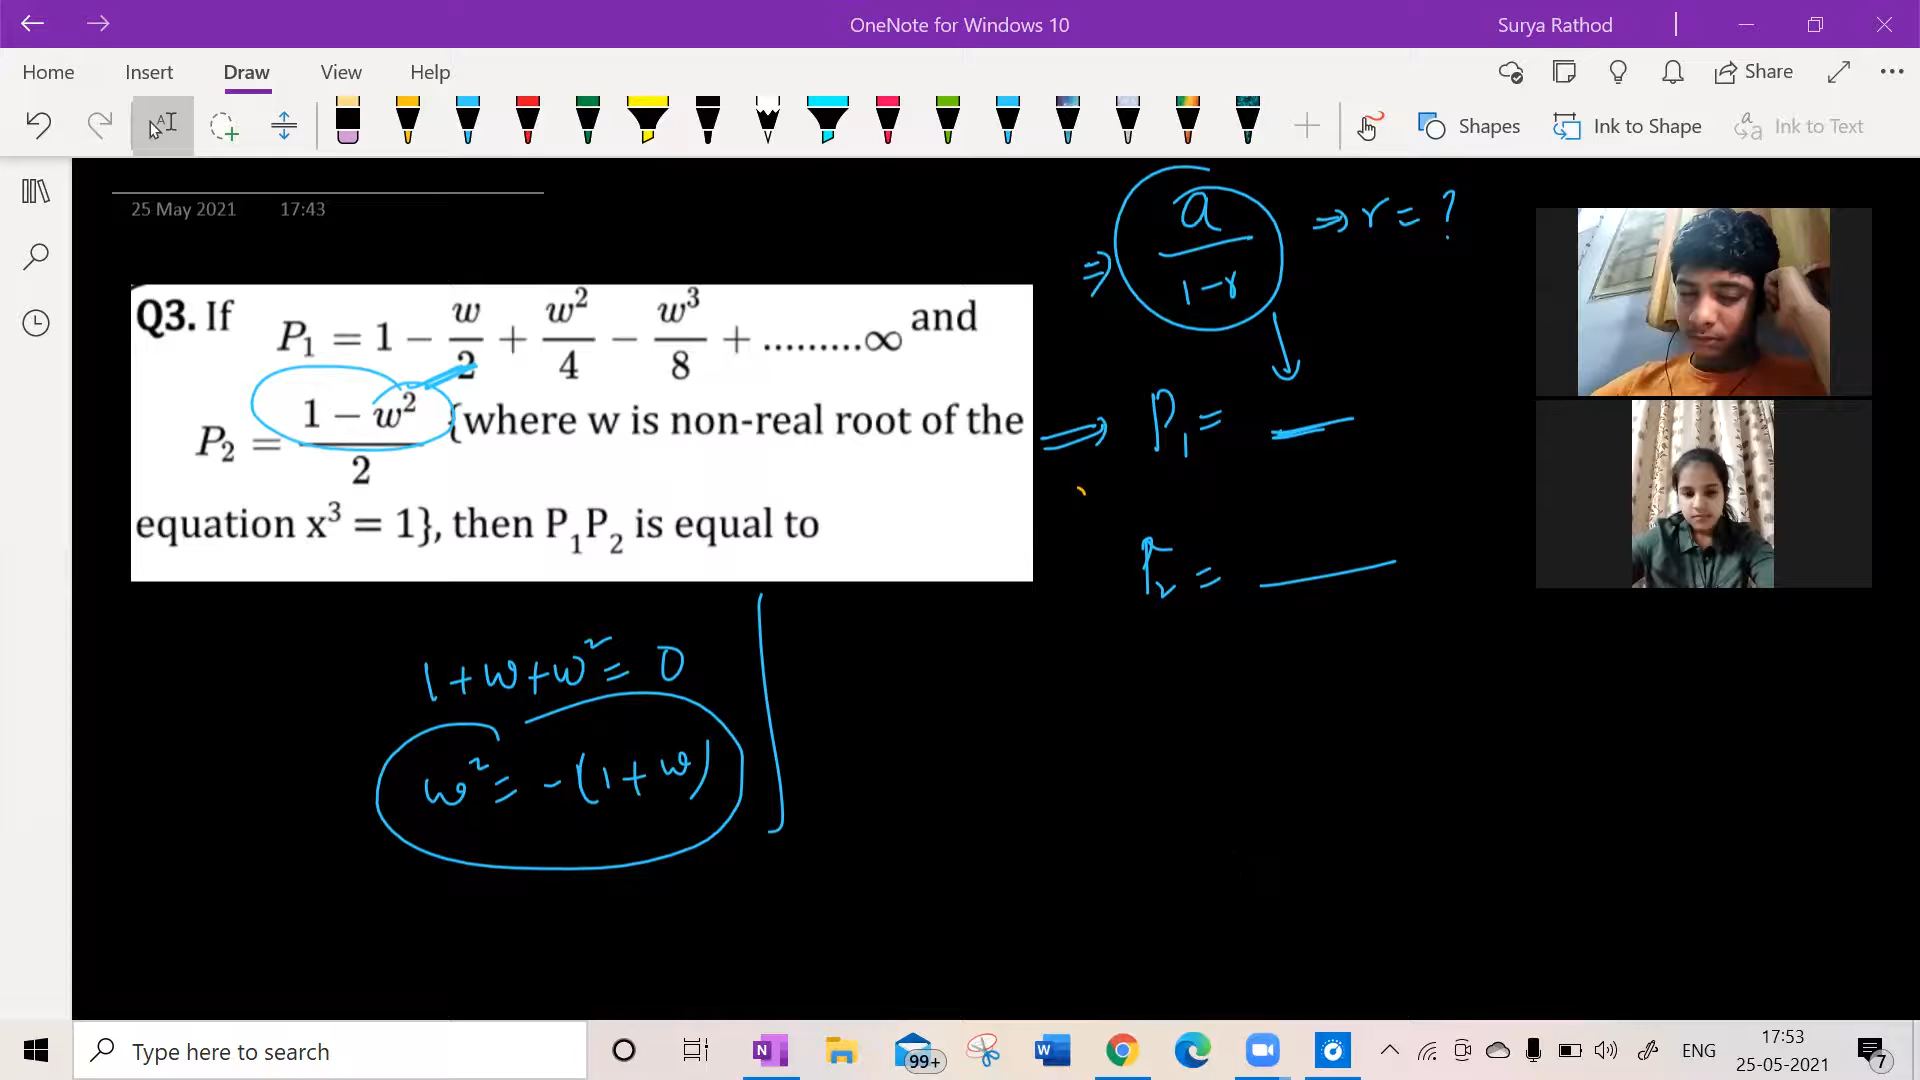 OneNote for Windows 10
Surya Rathod
Home Insert Draw View Help
Share
Shapes Ink to Shape Ink to Text
25 May 2021 17:43
a
⇒ ――― ⇒ r = ?
1-r
Q3. If P₁ = 1 − w/2 + w²/4 − w³/8 + .........∞ and
P₂ = (1 − w²)/2 {where w is non-real root of the
equation x³ = 1}, then P₁P₂ is equal to
⇒ P₁ =
P₂ =
1+w+w² = 0
w² = -(1+w)
Type here to search
N
99+
W
ENG
17:53
25-05-2021
7